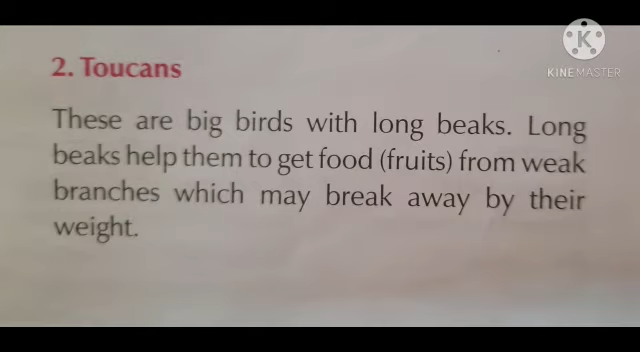 K
KINEMASTER
2. Toucans
These are big birds with long beaks. Long
beaks help them to get food (fruits) from weak
branches which may break away by their
weight.